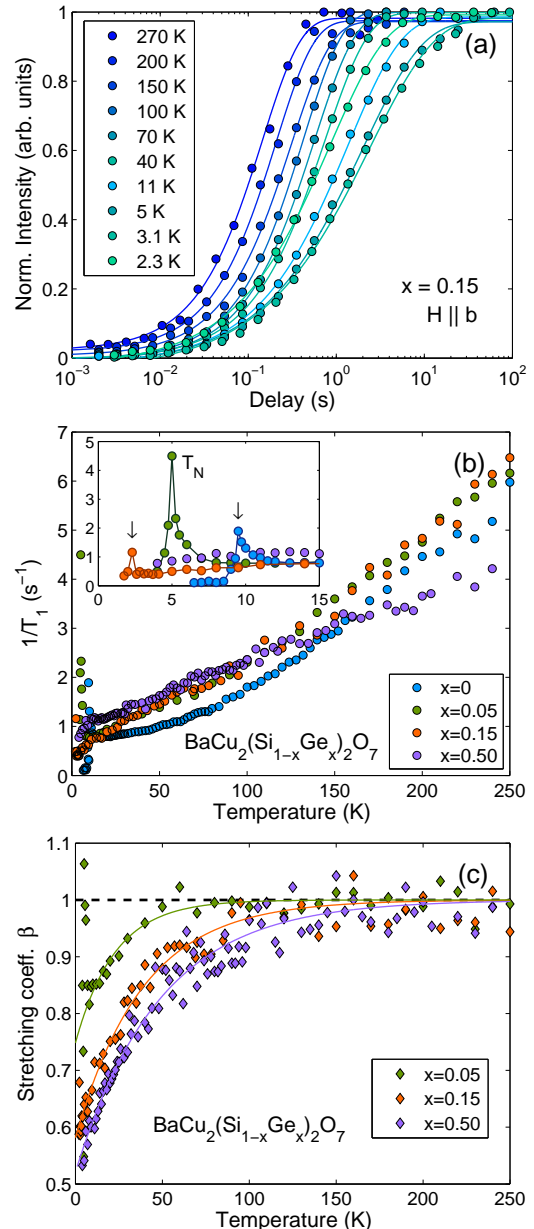 (a)
Norm. Intensity (arb. units)
1
0.8
0.6
0.4
0.2
0
270 K
200 K
150 K
100 K
70 K
40 K
11 K
5 K
3.1 K
2.3 K
x = 0.15
H || b
10⁻³ 10⁻² 10⁻¹ 10⁰ 10¹ 10²
Delay (s)
(b)
1/T₁ (s⁻¹)
7
6
5
4
3
2
1
0
5
4
3
2
1
0
T_N
0 5 10 15
x=0
x=0.05
x=0.15
x=0.50
BaCu₂(Si₁₋ₓGeₓ)₂O₇
0 50 100 150 200 250
Temperature (K)
(c)
Stretching coeff. β
1.1
1
0.9
0.8
0.7
0.6
0.5
x=0.05
x=0.15
x=0.50
BaCu₂(Si₁₋ₓGeₓ)₂O₇
0 50 100 150 200 250
Temperature (K)